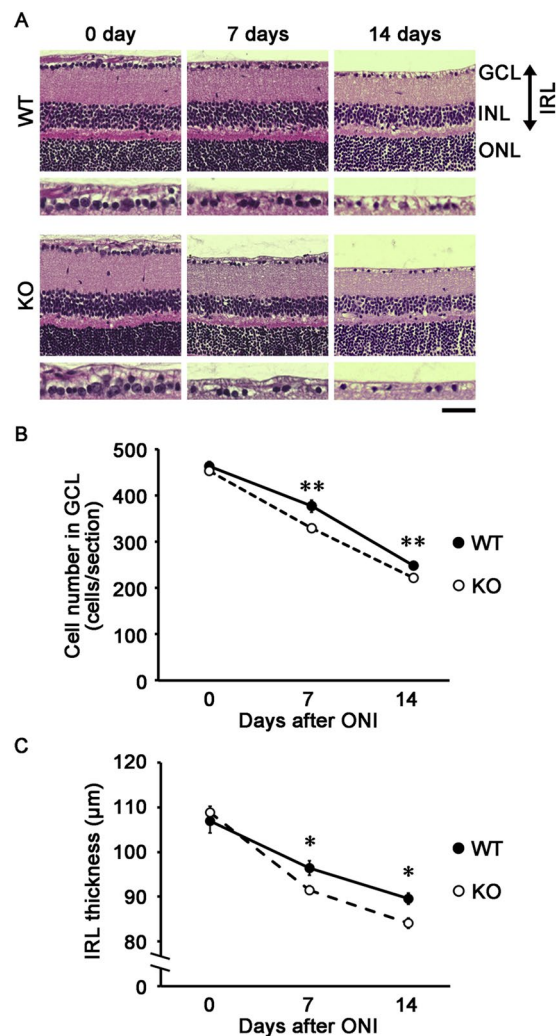 A
0 day 7 days 14 days
WT
GCL
INL
IRL
ONL
KO
B
Cell number in GCL
(cells/section)
500
400
300
200
100
0
**
**
WT
KO
0 7 14
Days after ONI
C
IRL thickness (µm)
120
110
100
90
80
0
*
*
WT
KO
0 7 14
Days after ONI